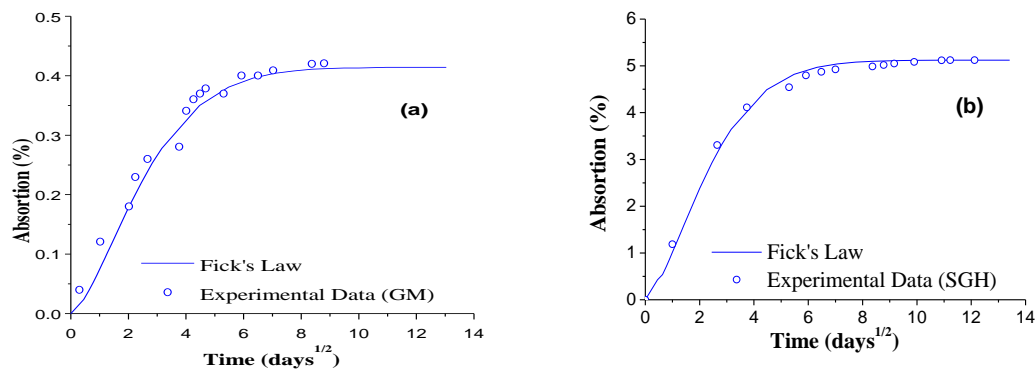 0.5
0.4
0.3
0.2
0.1
0.0
Absortion (%)
(a)
Fick's Law
Experimental Data (GM)
0 2 4 6 8 10 12 14
Time (days1/2)
6
5
4
3
2
1
0
Absortion (%)
(b)
Fick's Law
Experimental Data (SGH)
0 2 4 6 8 10 12 14
Time (days1/2)